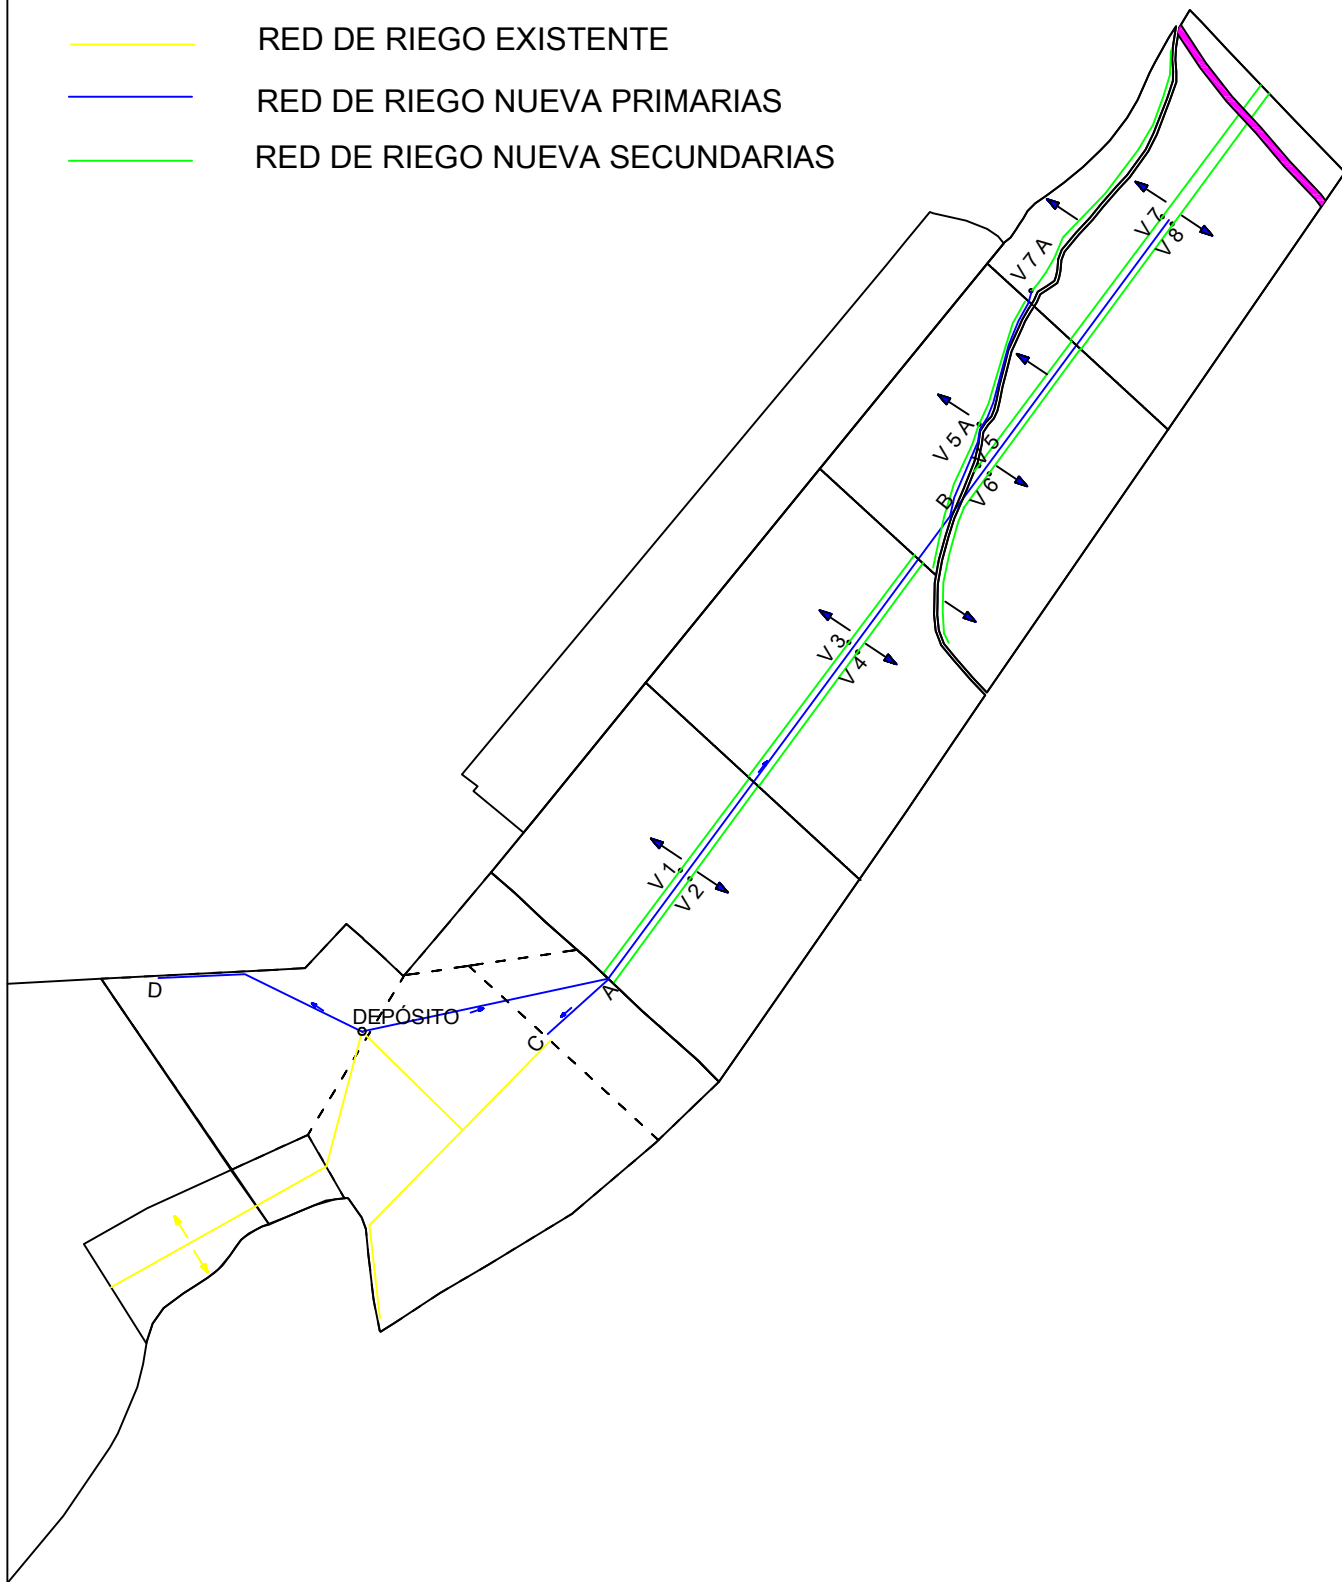 RED DE RIEGO EXISTENTE
RED DE RIEGO NUEVA PRIMARIAS
RED DE RIEGO NUEVA SECUNDARIAS
V 7
V 8
V 7 A
V 5 A
V 5
V 6
B
V 3
V 4
V 1
V 2
D
A
DEPÓSITO
C